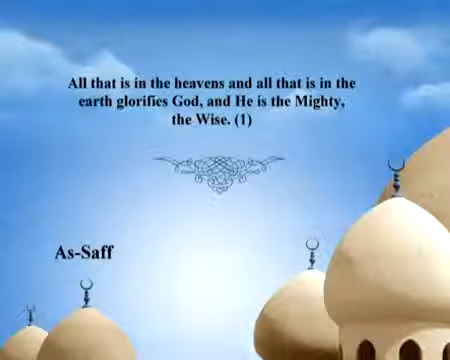 All that is in the heavens and all that is in the
earth glorifies God, and He is the Mighty,
the Wise. (1)
As-Saff